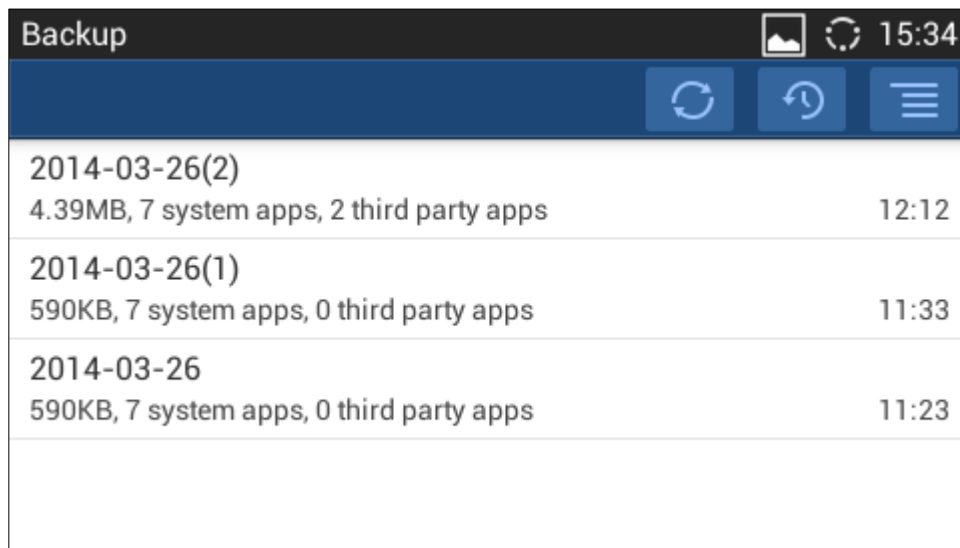 Backup 15:34
2014-03-26(2)
4.39MB, 7 system apps, 2 third party apps 12:12
2014-03-26(1)
590KB, 7 system apps, 0 third party apps 11:33
2014-03-26
590KB, 7 system apps, 0 third party apps 11:23